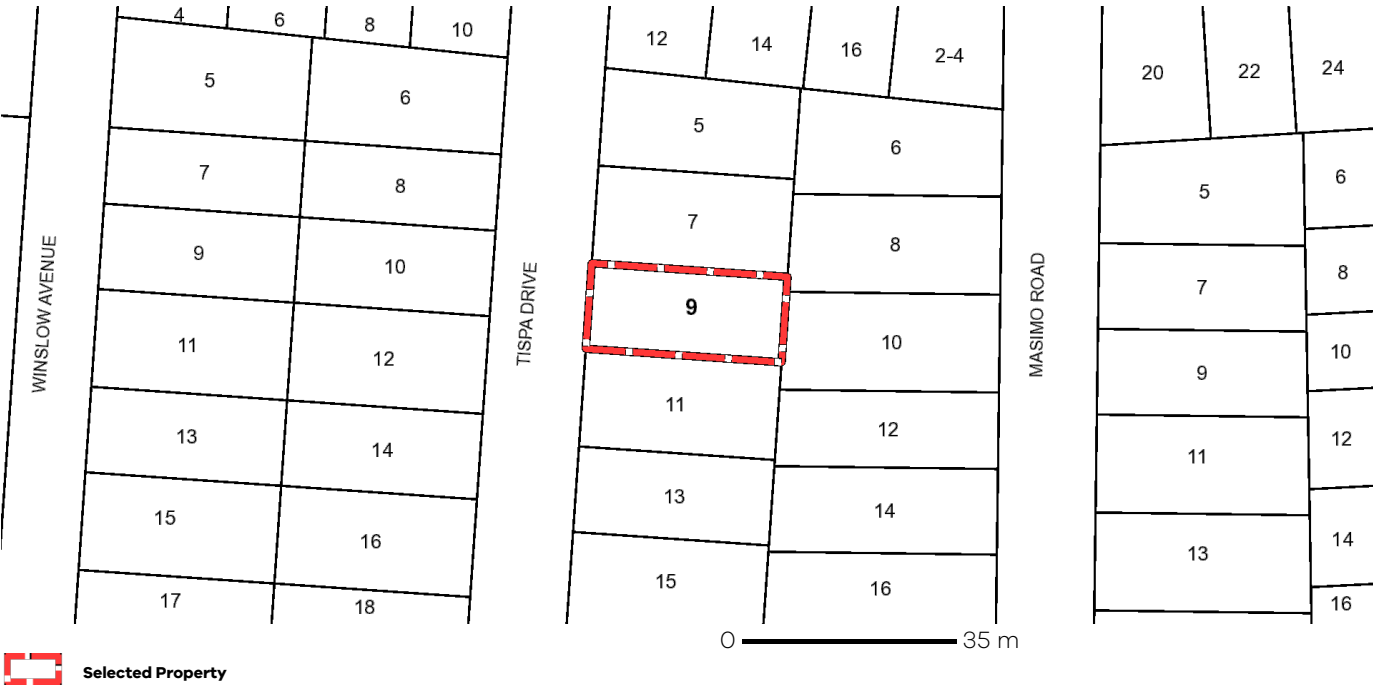 4 6 8 10 12 14 16 2-4 20 22 24
5 6 5 6 5 6
7 8 7 8 7 8
9 10 9 10 9 10
11 12 11 12 11 12
13 14 13 14 13 14
15 16 15 16 16
17 18
WINSLOW AVENUE
TISPA DRIVE
MASIMO ROAD
0 35 m
Selected Property